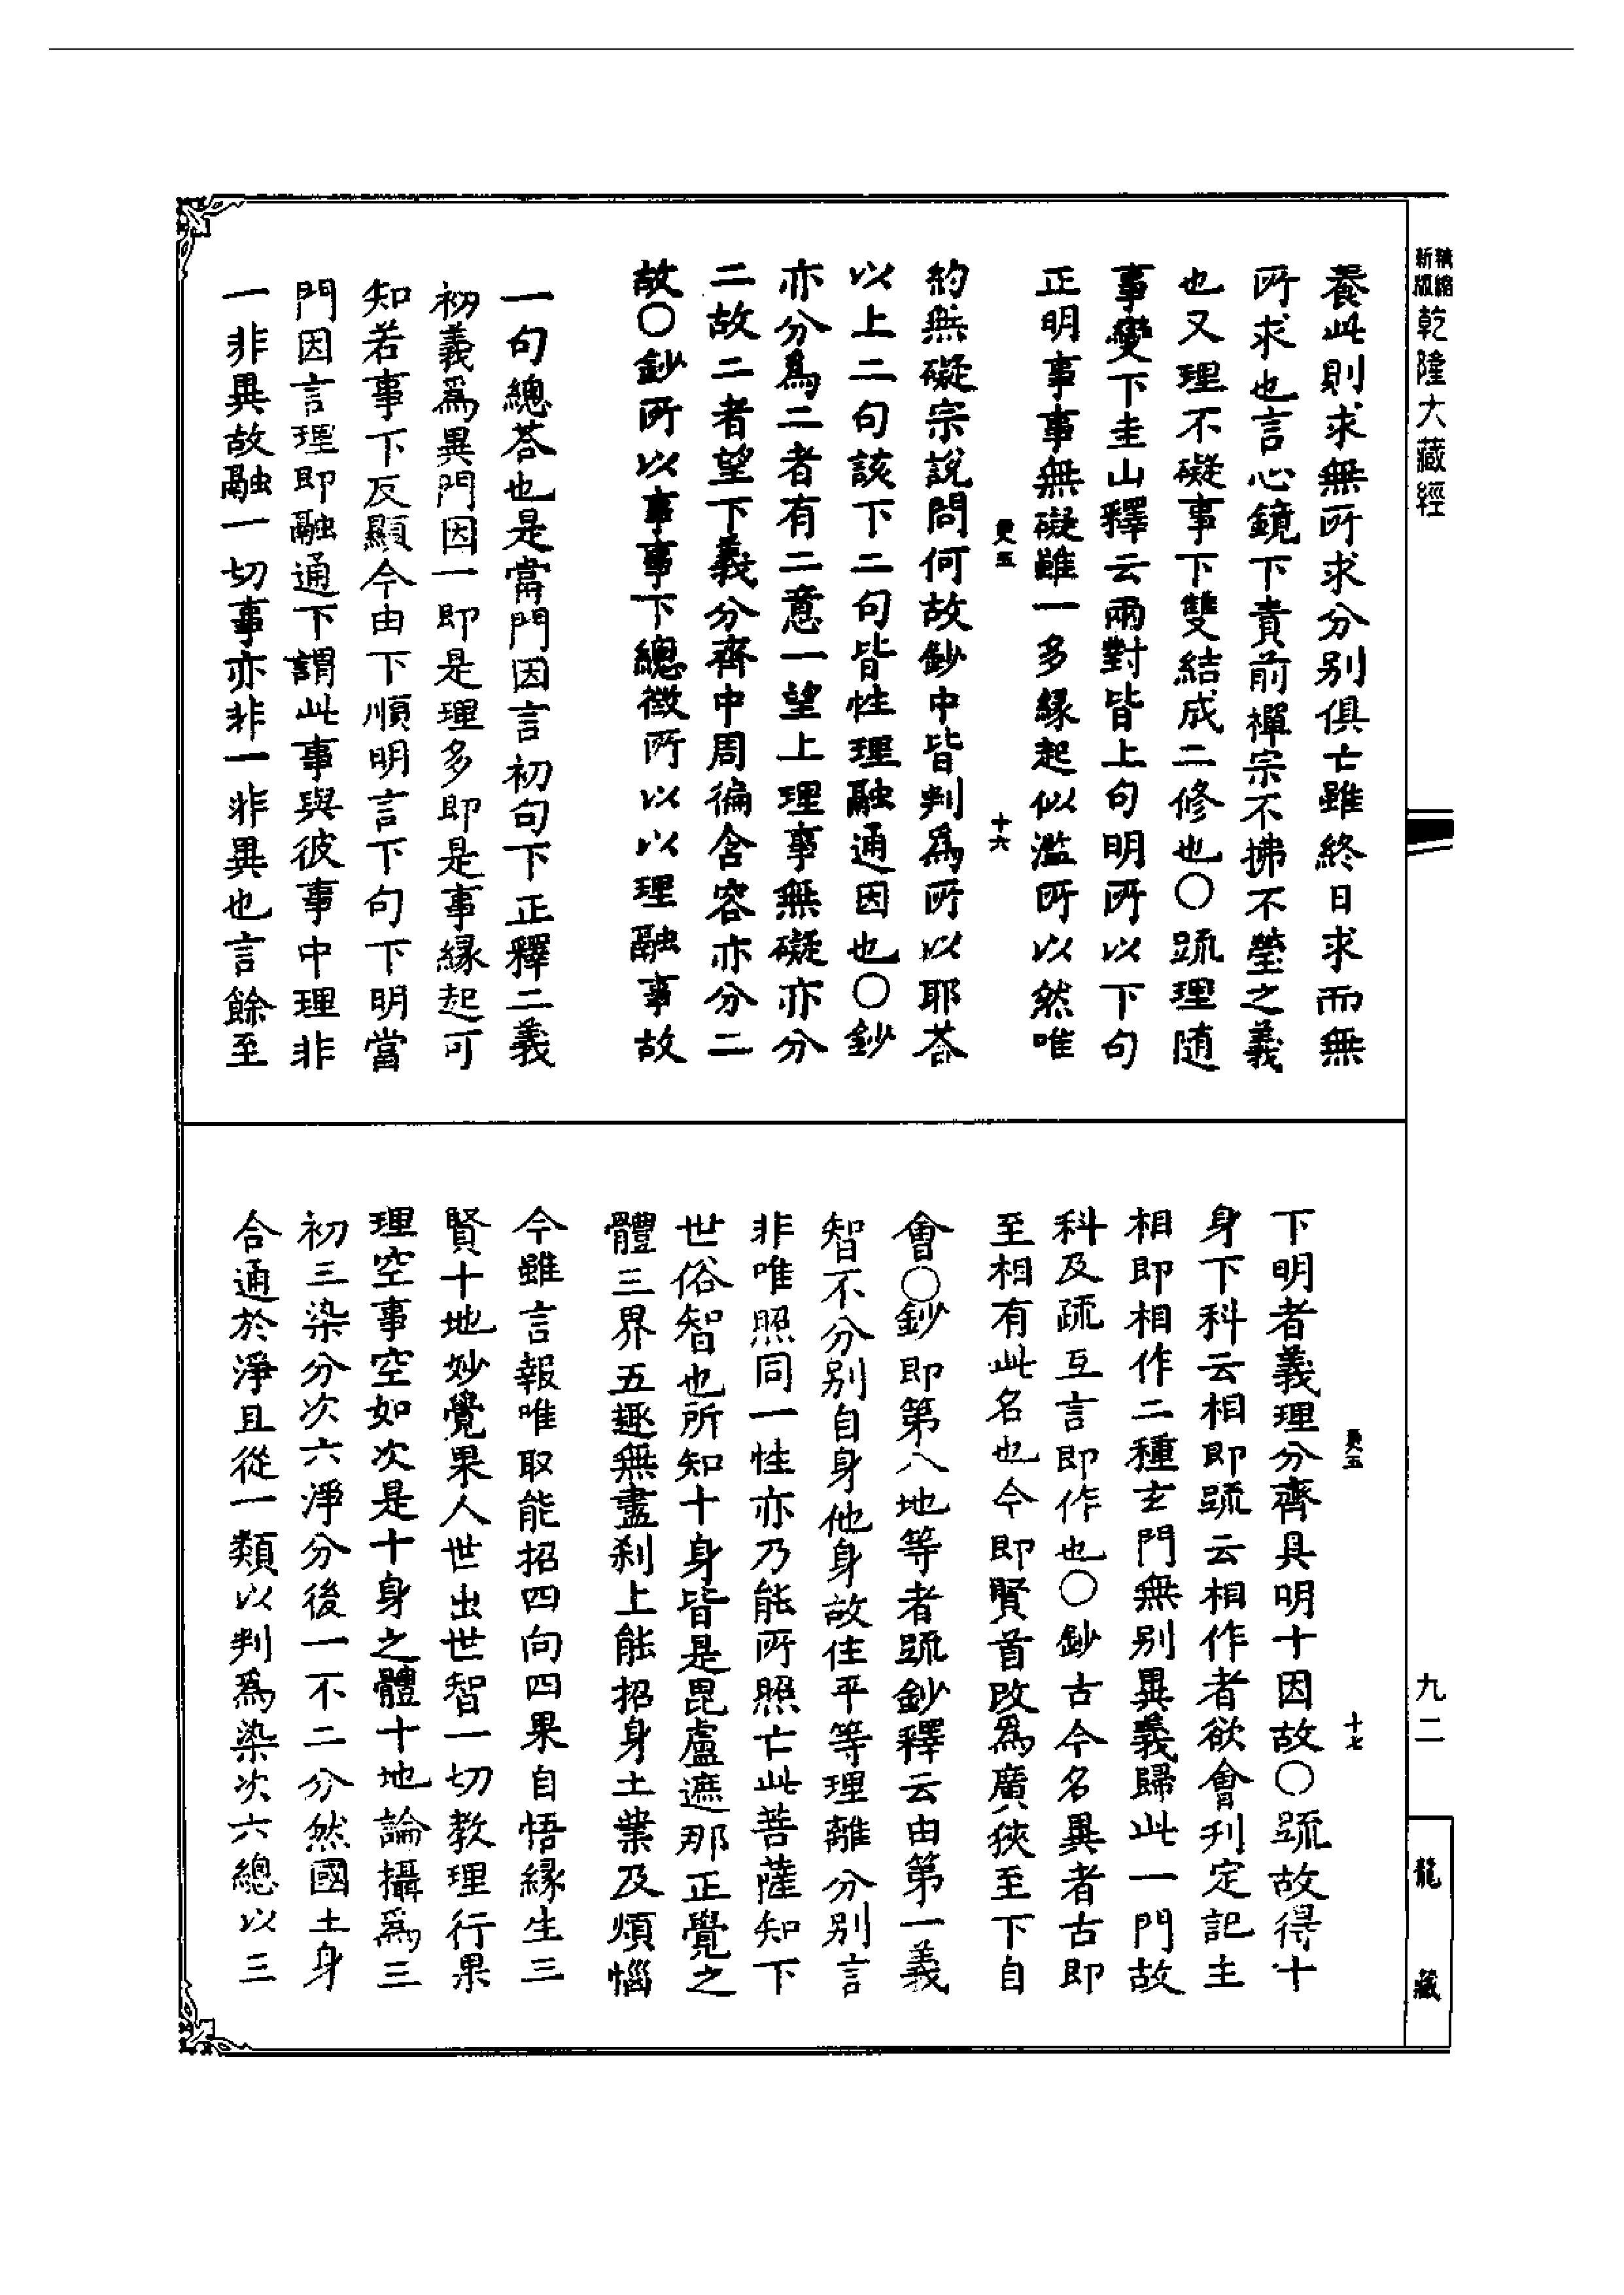 精縮新版乾隆大藏經
養此則求無所求分別俱亡雖終日求而無
所求也言心鏡下責前禪宗不拂不瑩之義
也又理不礙事下雙結成二修也〇䟽理随
事變下圭山釋云兩對皆上句明所以下句
正明事事無礙雖一多緣起似濫所以然唯
十六
約無礙宗說問何故鈔中皆判為所以耶荅
以上二句該下二句皆性理融通因也〇鈔
亦分為二者有二意一望上理事無礙亦分
二故二者望下義分齊中周徧含容亦分二
故〇鈔所以事事下總徵所以以理融事故
一句總荅也是當門因言初句下正釋二義
初義為異門因一即是理多即是事緣起可
知若事下反顯今由下順明言下句下明當
門因言理即融通下謂此事與彼事中理非
一非異故融一切事亦非一非異也言餘至
十七
下明者義理分齊具明十因故〇䟽故得十
身下科云相即䟽云相作者欲會刋定記主
相即相作二種玄門無別異義歸此一門故
科及疏互言即作也〇鈔古今名異者古即
至相有此名也今即賢首改為廣狹至下自
會〇鈔即第八地等者䟽鈔釋云由第一義
智不分別自身他身故住平等理離分別言
非唯照同一性亦乃能所照亡此菩薩知下
世俗智也所知十身皆是毘盧遮那正覺之
體三界五趣無盡刹上能招身土業及煩惱
今雖言報唯取能招四向四果自悟緣生三
賢十地妙覺果人世出世智一切教理行果
理空事空空如次是十身之體十地論攝為三
初三染分次六淨分後一不二分然國土身
合通於淨且從一類以判為染次六總以三
九二
龍藏